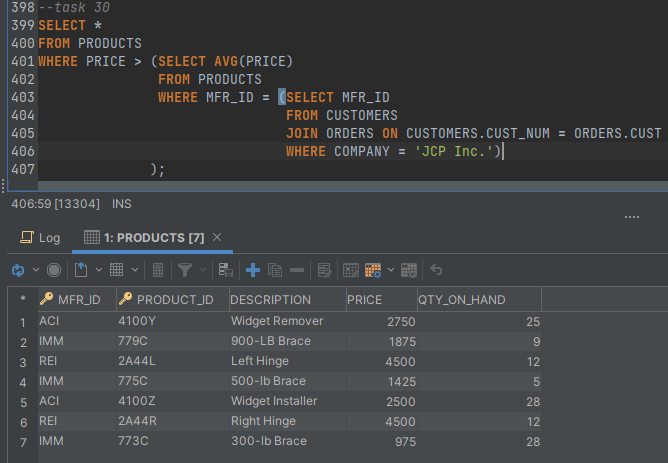 398 --task 30
399 SELECT *
400 FROM PRODUCTS
401 WHERE PRICE > (SELECT AVG(PRICE)
402 FROM PRODUCTS
403 WHERE MFR_ID = (SELECT MFR_ID
404 FROM CUSTOMERS
405 JOIN ORDERS ON CUSTOMERS.CUST_NUM = ORDERS.CUST
406 WHERE COMPANY = 'JCP Inc.')
407 );
406:59 [13304] INS
Log 1: PRODUCTS [7]
* MFR_ID PRODUCT_ID DESCRIPTION PRICE QTY_ON_HAND
1 ACI 4100Y Widget Remover 2750 25
2 IMM 779C 900-LB Brace 1875 9
3 REI 2A44L Left Hinge 4500 12
4 IMM 775C 500-lb Brace 1425 5
5 ACI 4100Z Widget Installer 2500 28
6 REI 2A44R Right Hinge 4500 12
7 IMM 773C 300-lb Brace 975 28